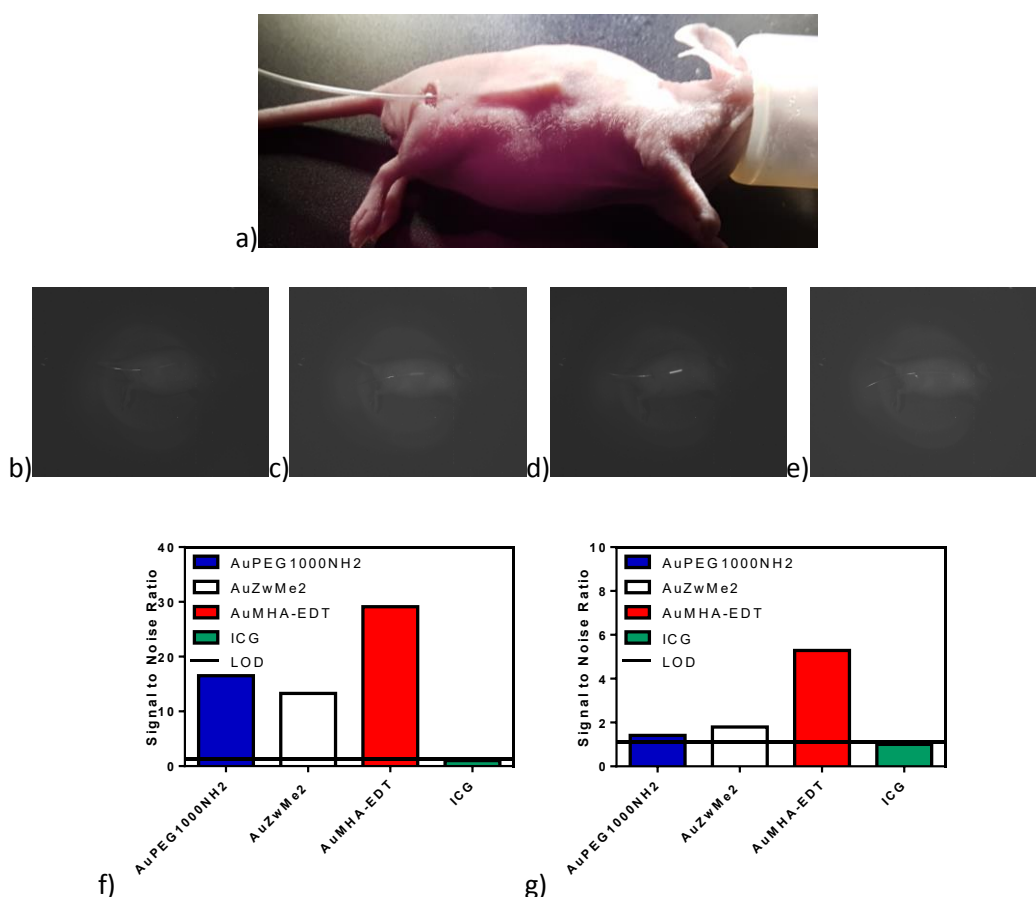 a)
b) c) d) e)
40
30
20
10
0
Signal to Noise Ratio
AuPEG1000NH2
AuZwMe2
AuMHA-EDT
ICG
LOD
AuPEG1000NH2
AuZwMe2
AuMHA-EDT
ICG
f)
10
8
6
4
2
0
Signal to Noise Ratio
AuPEG1000NH2
AuZwMe2
AuMHA-EDT
ICG
LOD
AuPEG1000NH2
AuZwMe2
AuMHA-EDT
ICG
g)